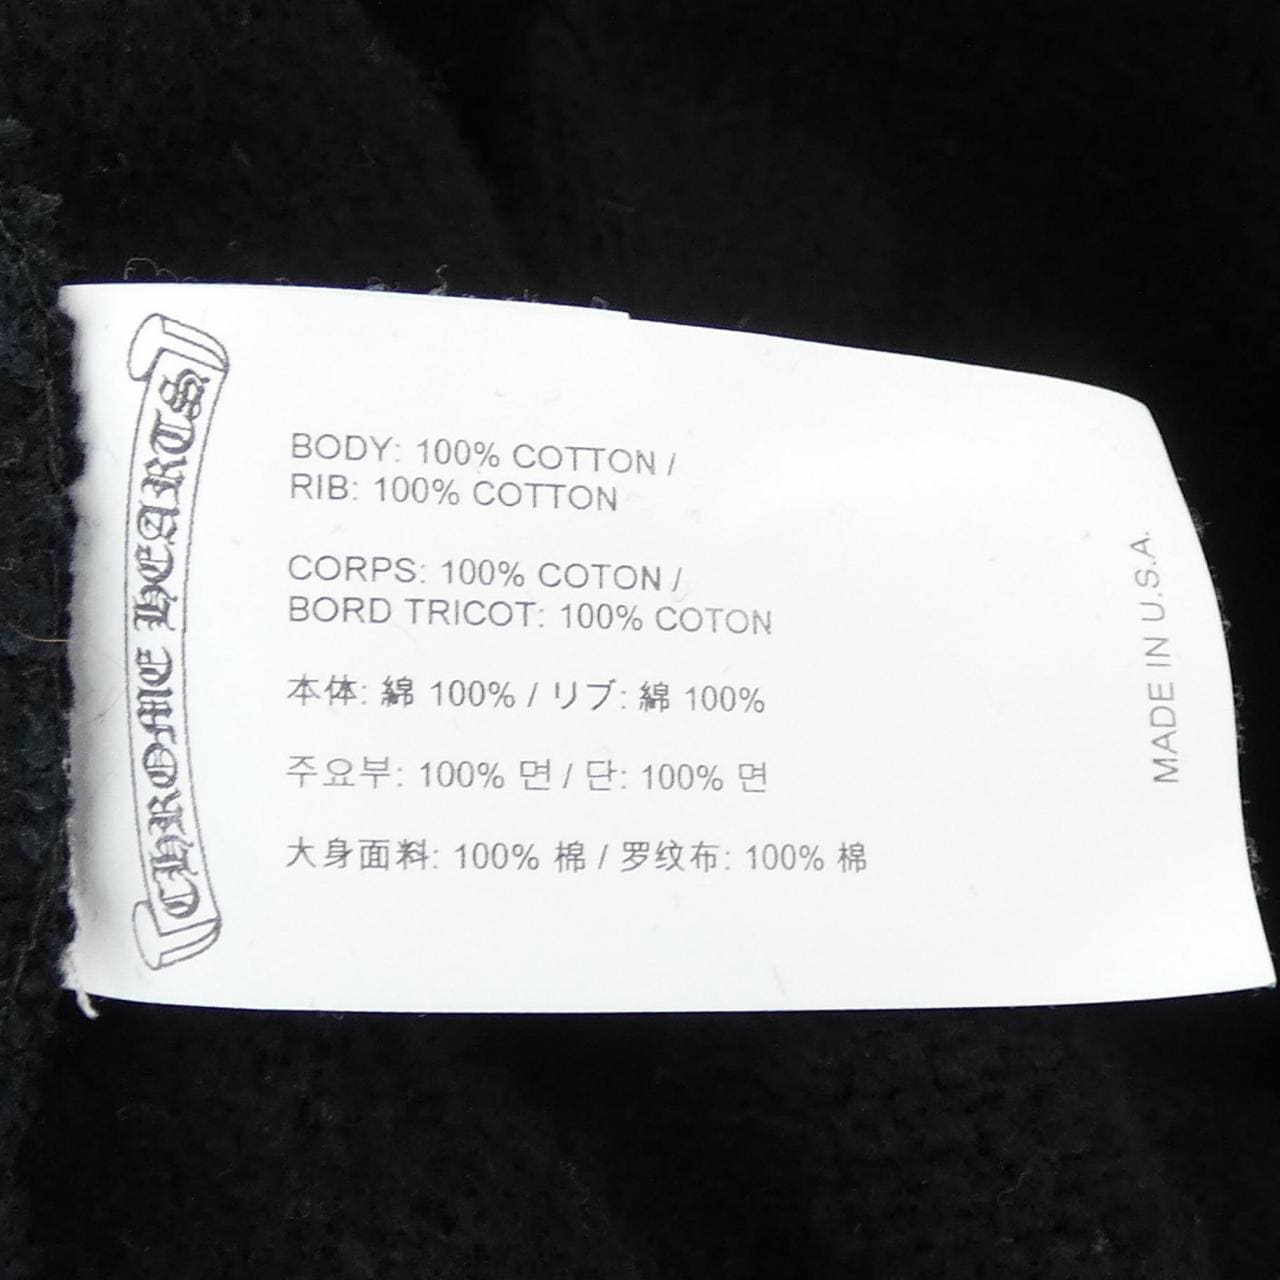 CHROME HEARTS
BODY: 100% COTTON /
RIB: 100% COTTON
CORPS: 100% COTON /
BORD TRICOT: 100% COTON
本体: 綿 100% / リブ: 綿 100%
주요부: 100% 면 / 단: 100% 면
大身面料: 100% 棉 / 罗纹布: 100% 棉
MADE IN U.S.A.